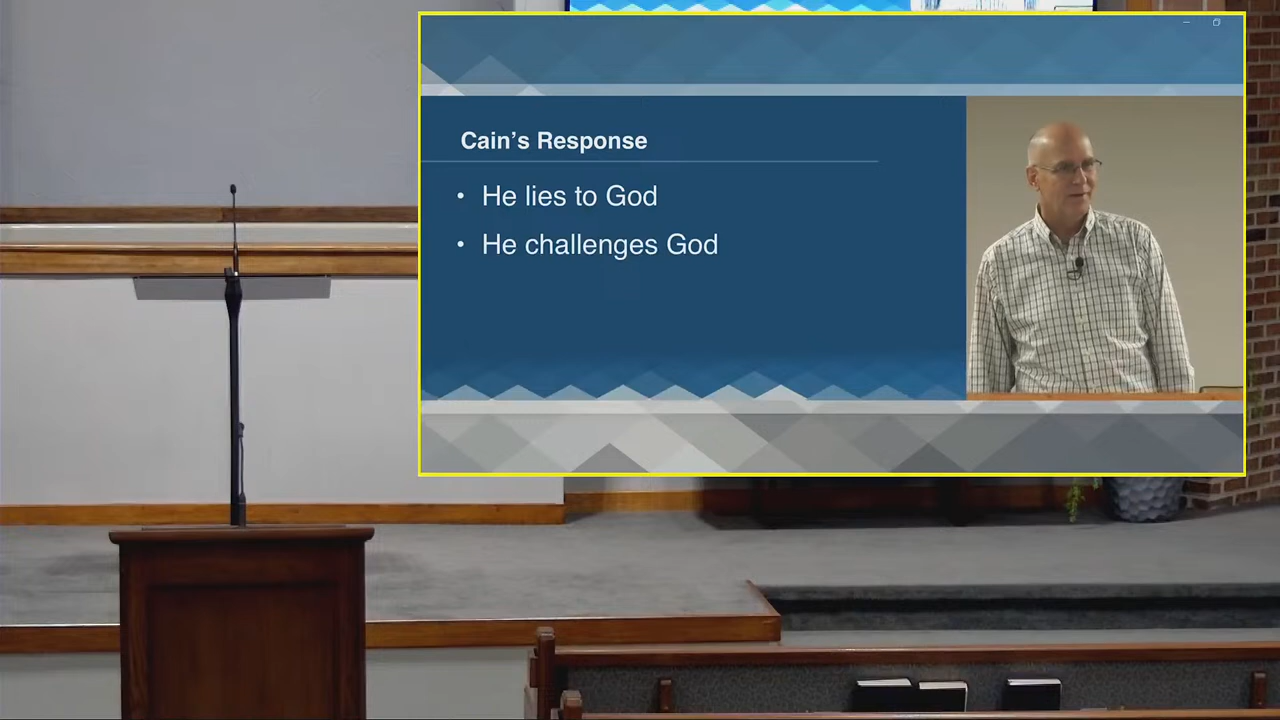 Cain’s Response
• He lies to God
• He challenges God